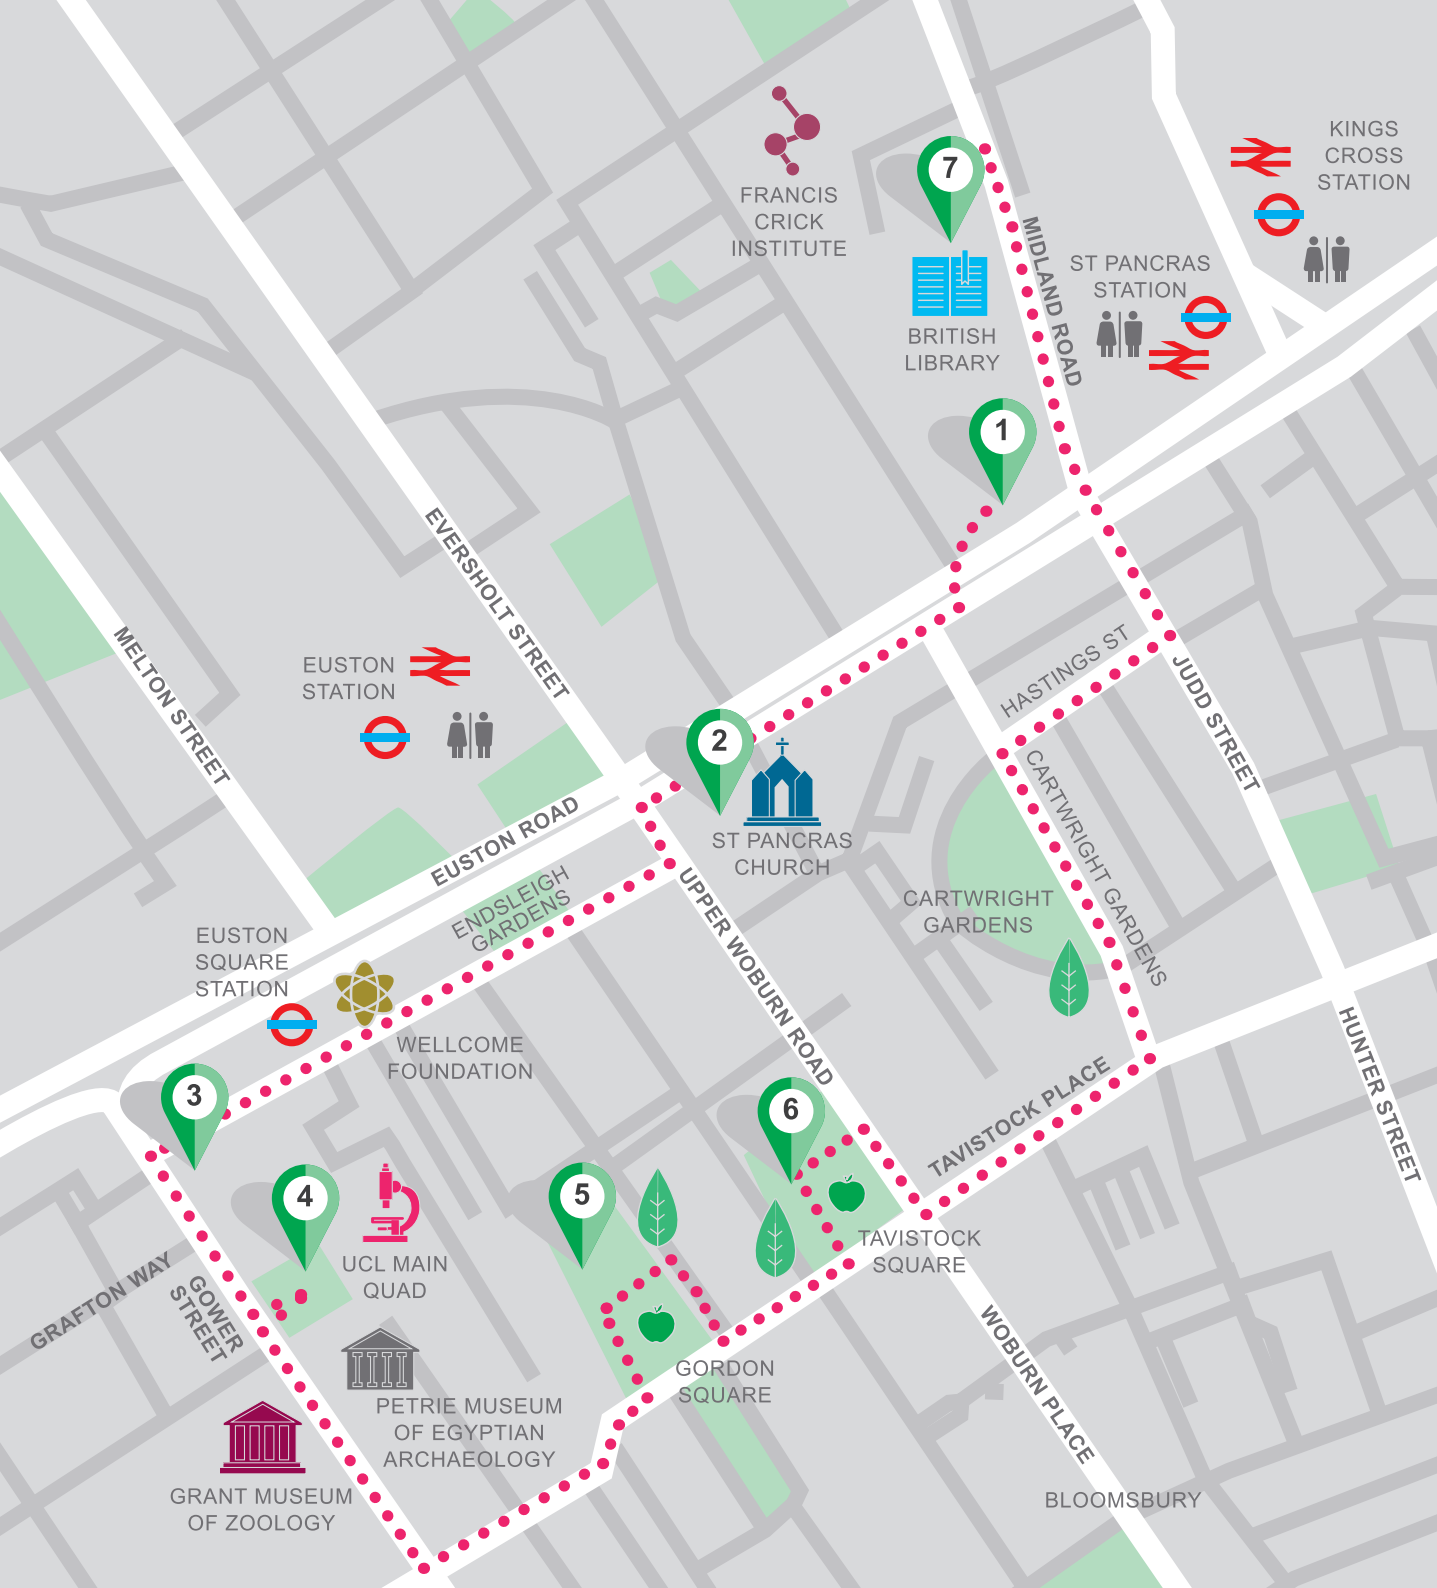 KINGS
CROSS
STATION
7
FRANCIS
CRICK
INSTITUTE
MIDLAND ROAD
ST PANCRAS
STATION
BRITISH
LIBRARY
1
EVERSHOLT STREET
MELTON STREET
EUSTON
STATION
HASTINGS ST
JUDD STREET
2
ST PANCRAS
CHURCH
CARTWRIGHT GARDENS
EUSTON ROAD
ENDSLEIGH
GARDENS
UPPER WOBURN ROAD
CARTWRIGHT
GARDENS
EUSTON
SQUARE
STATION
WELLCOME
FOUNDATION
HUNTER STREET
3
6
TAVISTOCK PLACE
4
5
UCL MAIN
QUAD
TAVISTOCK
SQUARE
GRAFTON WAY
GOWER
STREET
GORDON
SQUARE
WOBURN PLACE
PETRIE MUSEUM
OF EGYPTIAN
ARCHAEOLOGY
GRANT MUSEUM
OF ZOOLOGY
BLOOMSBURY